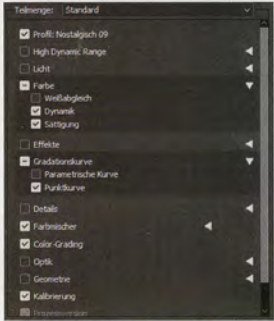 Teilmenge: Standard
Profil: Nostalgisch 09
High Dynamic Range
Licht
Farbe
Weißabgleich
Dynamik
Sättigung
Effekte
Gradationskurve
Parametrische Kurve
Punktkurve
Details
Farbmischer
Color-Grading
Optik
Geometrie
Kalibrierung
Prozessversion